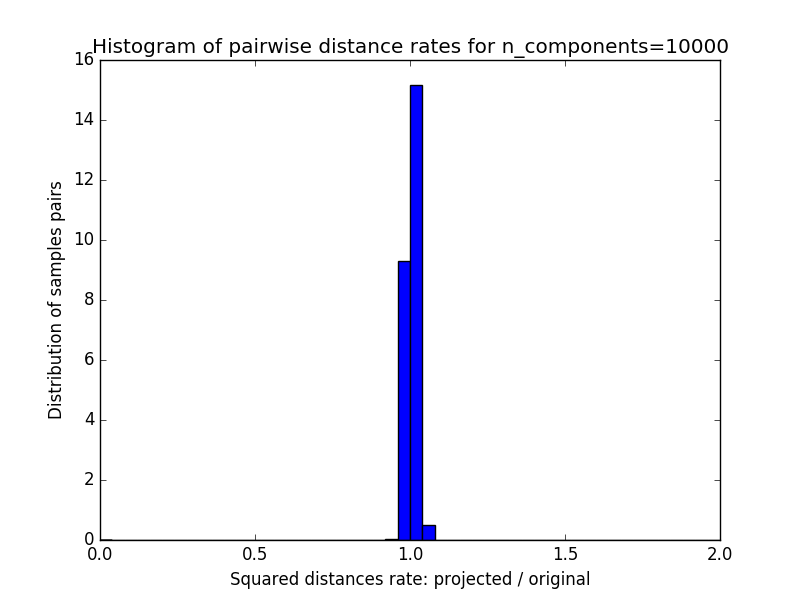 Histogram of pairwise distance rates for n_components=10000
16
14
12
10
8
6
4
2
0
Distribution of samples pairs
0.0 0.5 1.0 1.5 2.0
Squared distances rate: projected / original